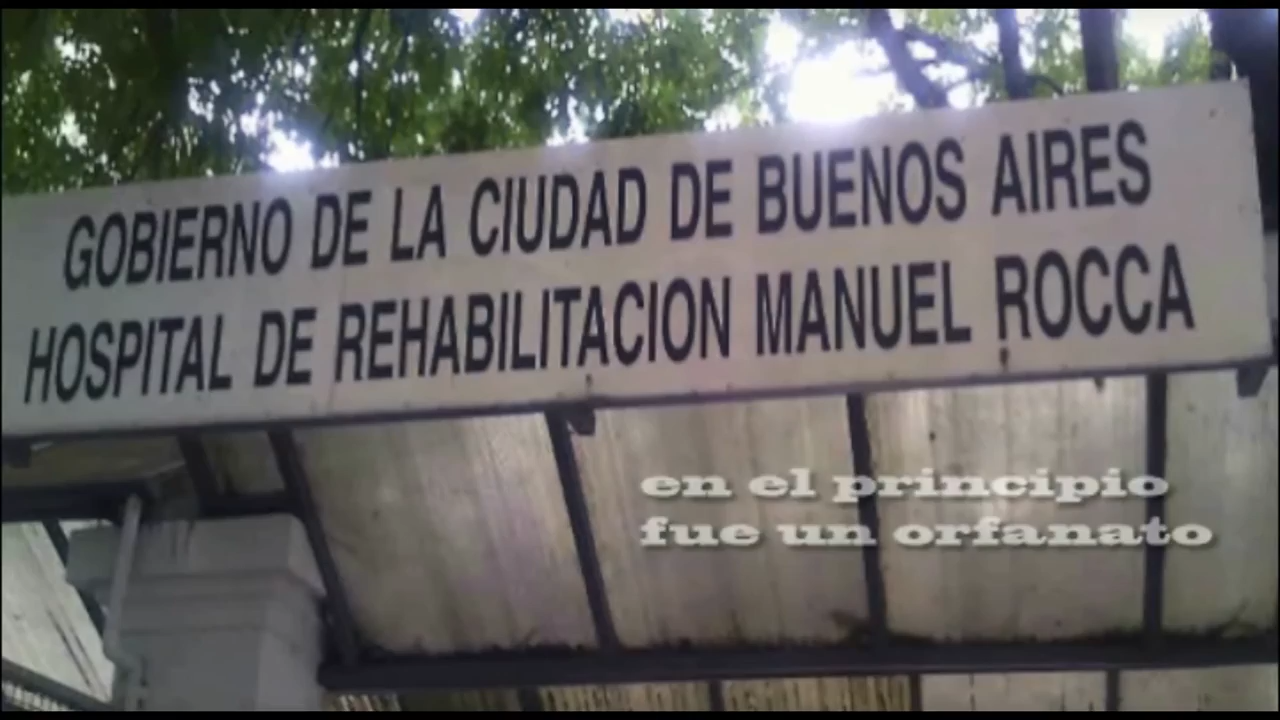 GOBIERNO DE LA CIUDAD DE BUENOS AIRES
HOSPITAL DE REHABILITACION MANUEL ROCCA
en el principio
fue un orfanato